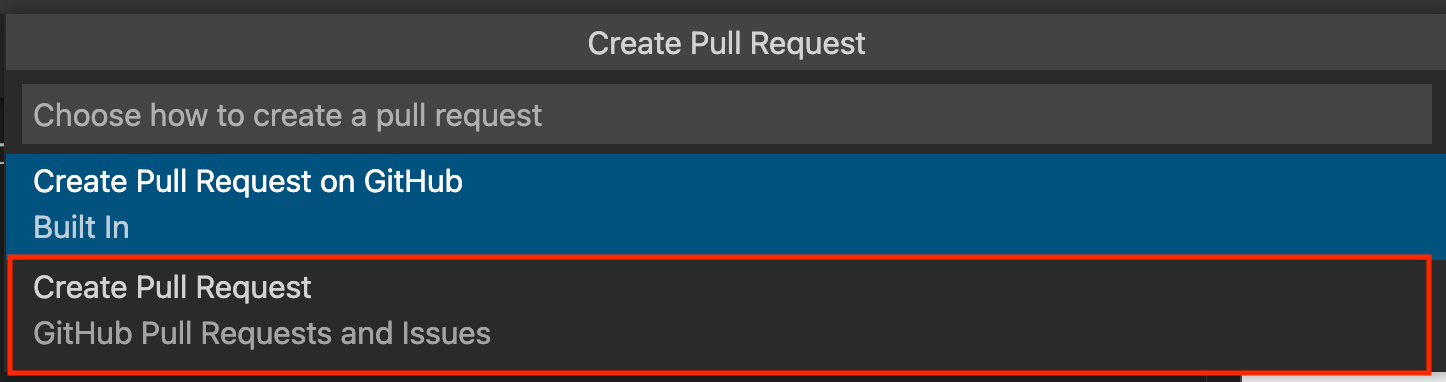 Create Pull Request
Choose how to create a pull request
Create Pull Request on GitHub
Built In
Create Pull Request
GitHub Pull Requests and Issues